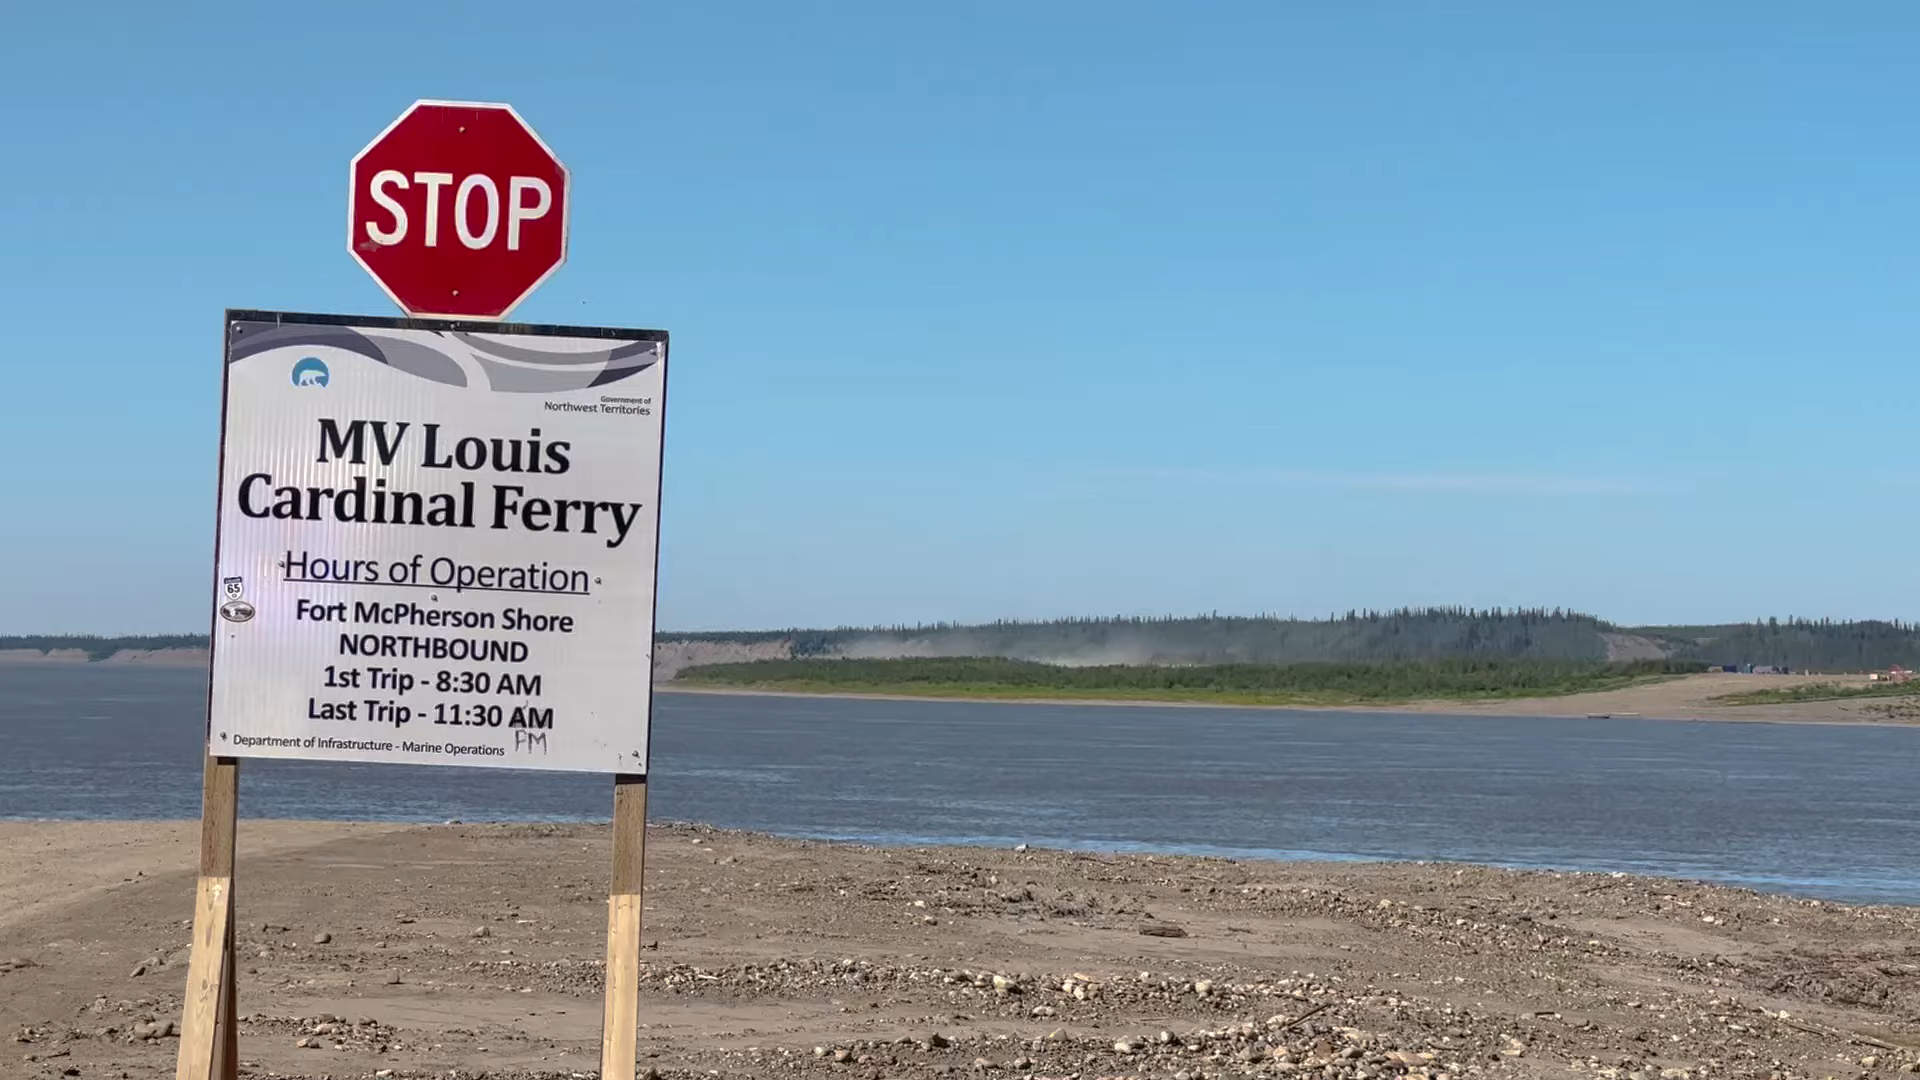 STOP
Government of
Northwest Territories
MV Louis
Cardinal Ferry
Hours of Operation
Fort McPherson Shore
NORTHBOUND
1st Trip - 8:30 AM
Last Trip - 11:30 AM
PM
Department of Infrastructure - Marine Operations
65